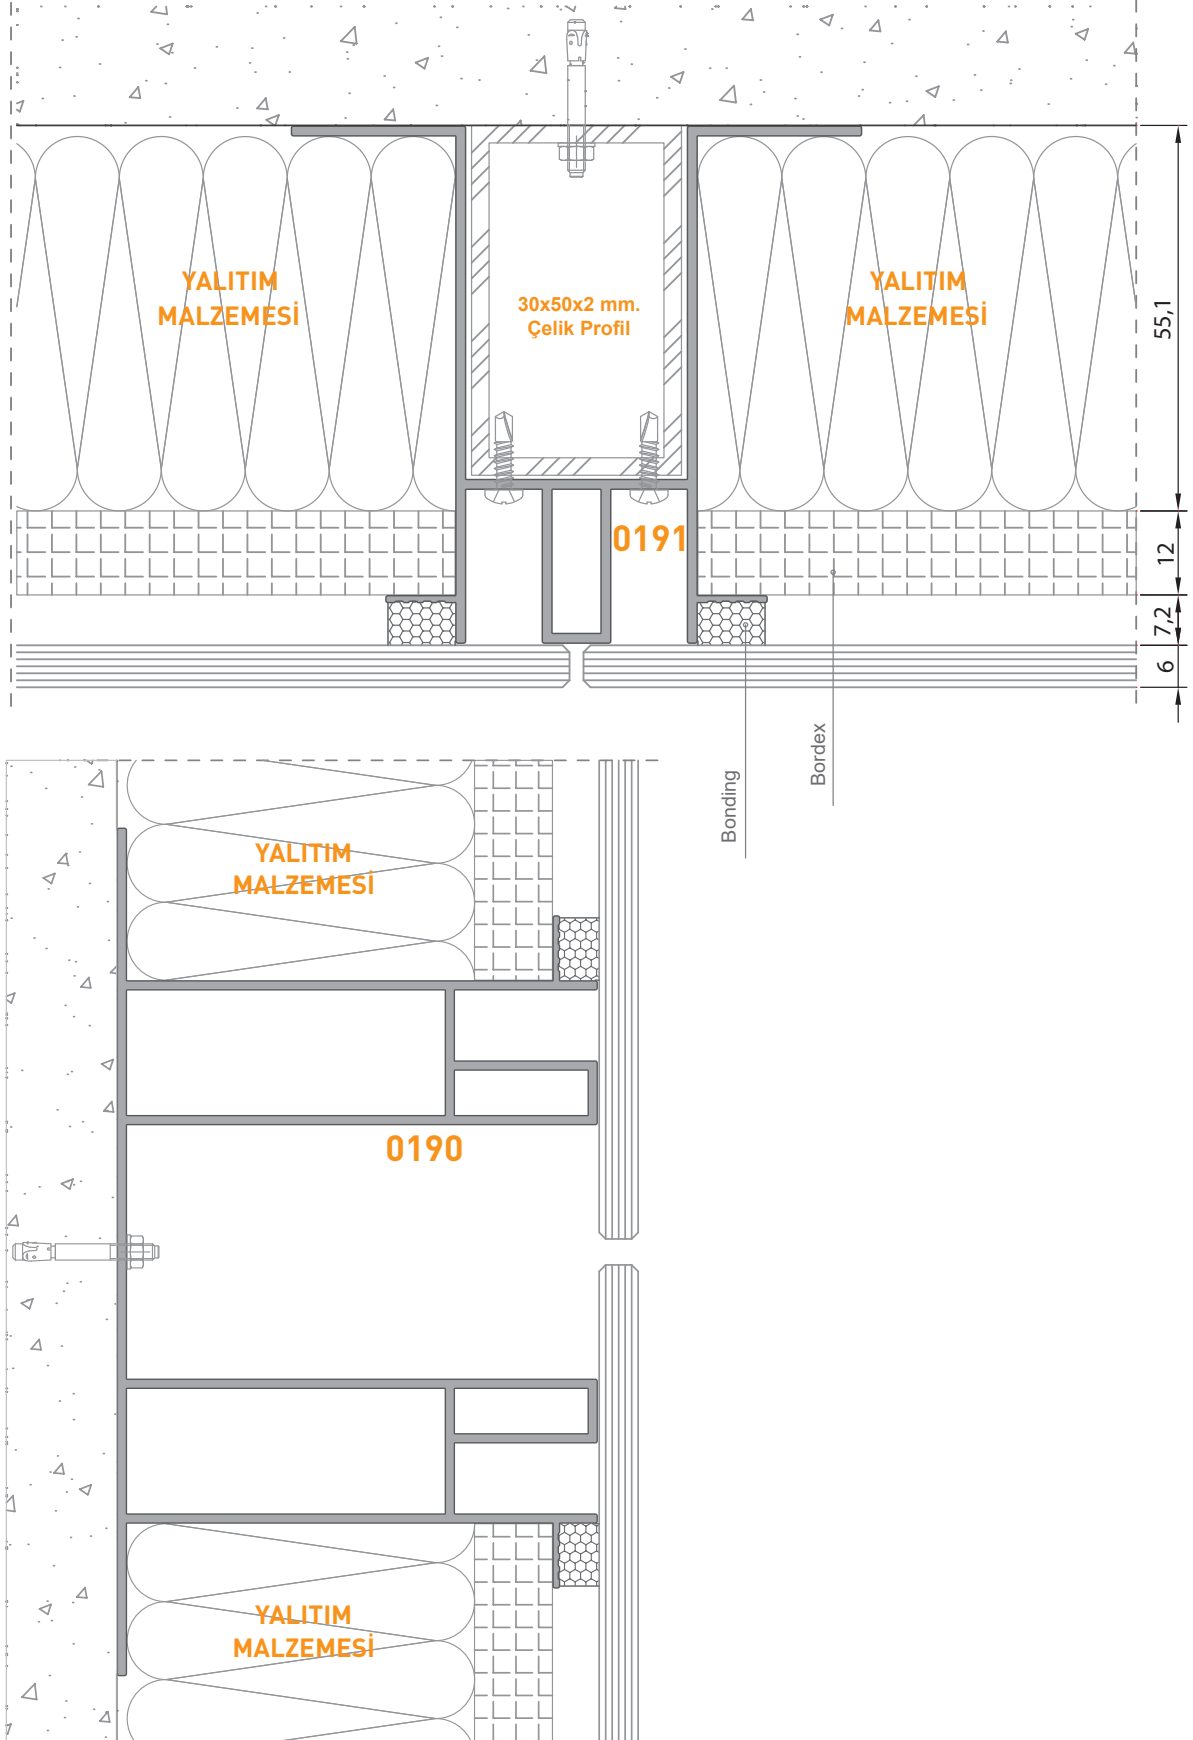 YALITIM
MALZEMESİ
30x50x2 mm.
Çelik Profil
YALITIM
MALZEMESİ
55,1
0191
12
7,2
6
Bonding
Bordex
YALITIM
MALZEMESİ
0190
YALITIM
MALZEMESİ